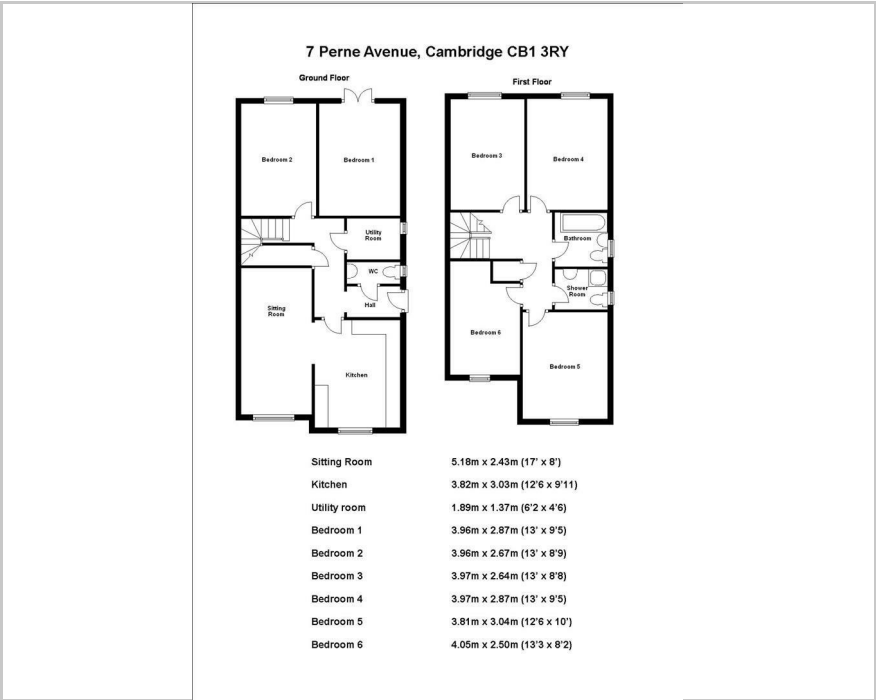 7 Perne Avenue, Cambridge CB1 3RY
Ground Floor
First Floor
Bedroom 2
Bedroom 1
Utility
Room
WC
Hall
Sitting
Room
Kitchen
Bedroom 3
Bedroom 4
Bathroom
Shower
Room
Bedroom 6
Bedroom 5
Sitting Room 5.18m x 2.43m (17' x 8')
Kitchen 3.82m x 3.03m (12'6 x 9'11)
Utility room 1.89m x 1.37m (6'2 x 4'6)
Bedroom 1 3.96m x 2.87m (13' x 9'5)
Bedroom 2 3.96m x 2.67m (13' x 8'9)
Bedroom 3 3.97m x 2.64m (13' x 8'8)
Bedroom 4 3.97m x 2.87m (13' x 9'5)
Bedroom 5 3.81m x 3.04m (12'6 x 10')
Bedroom 6 4.05m x 2.50m (13'3 x 8'2)